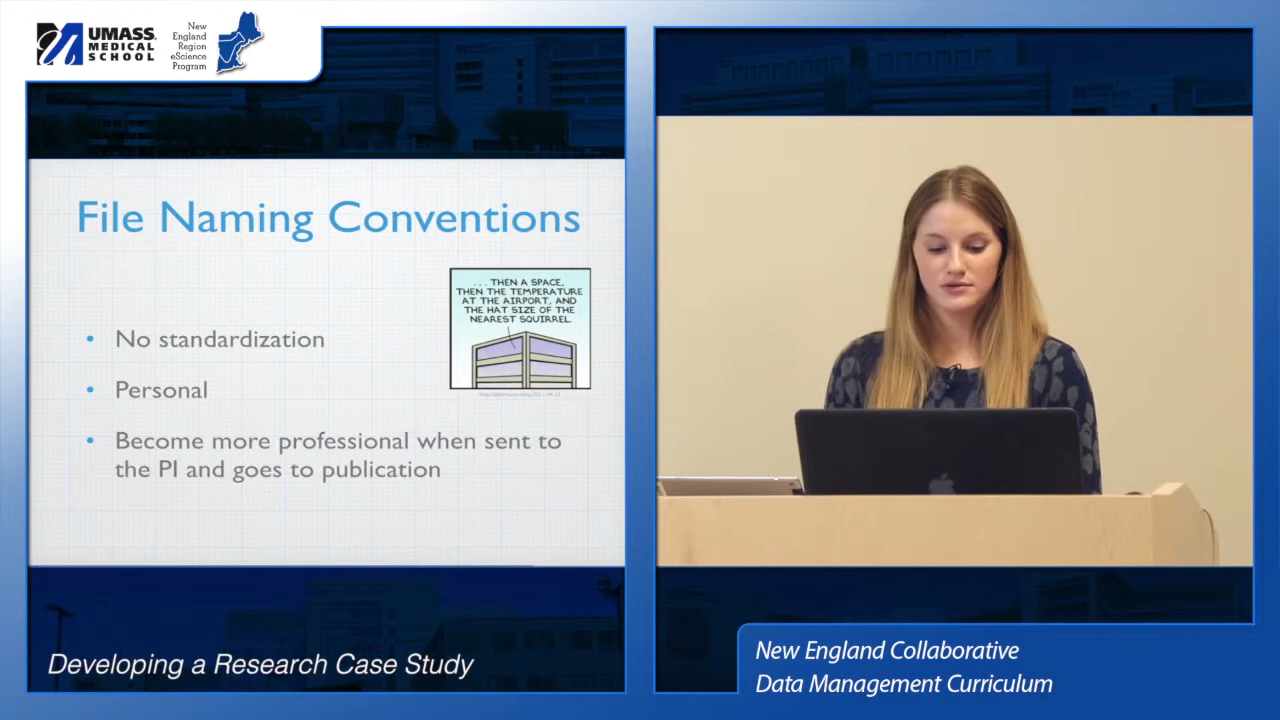 UMASS
MEDICAL
SCHOOL
New
England
Region
eScience
Program
File Naming Conventions
. . . THEN A SPACE,
THEN THE TEMPERATURE
AT THE AIRPORT, AND
THE HAT SIZE OF THE
NEAREST SQUIRREL.
• No standardization
• Personal
• Become more professional when sent to
the PI and goes to publication
Developing a Research Case Study
New England Collaborative
Data Management Curriculum